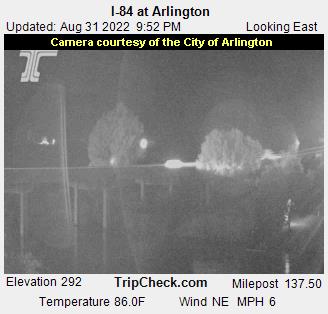 I-84 at Arlington
Updated: Aug 31 2022 9:52 PM Looking East
Camera courtesy of the City of Arlington
Elevation 292 TripCheck.com Milepost 137.50
Temperature 86.0F Wind NE MPH 6